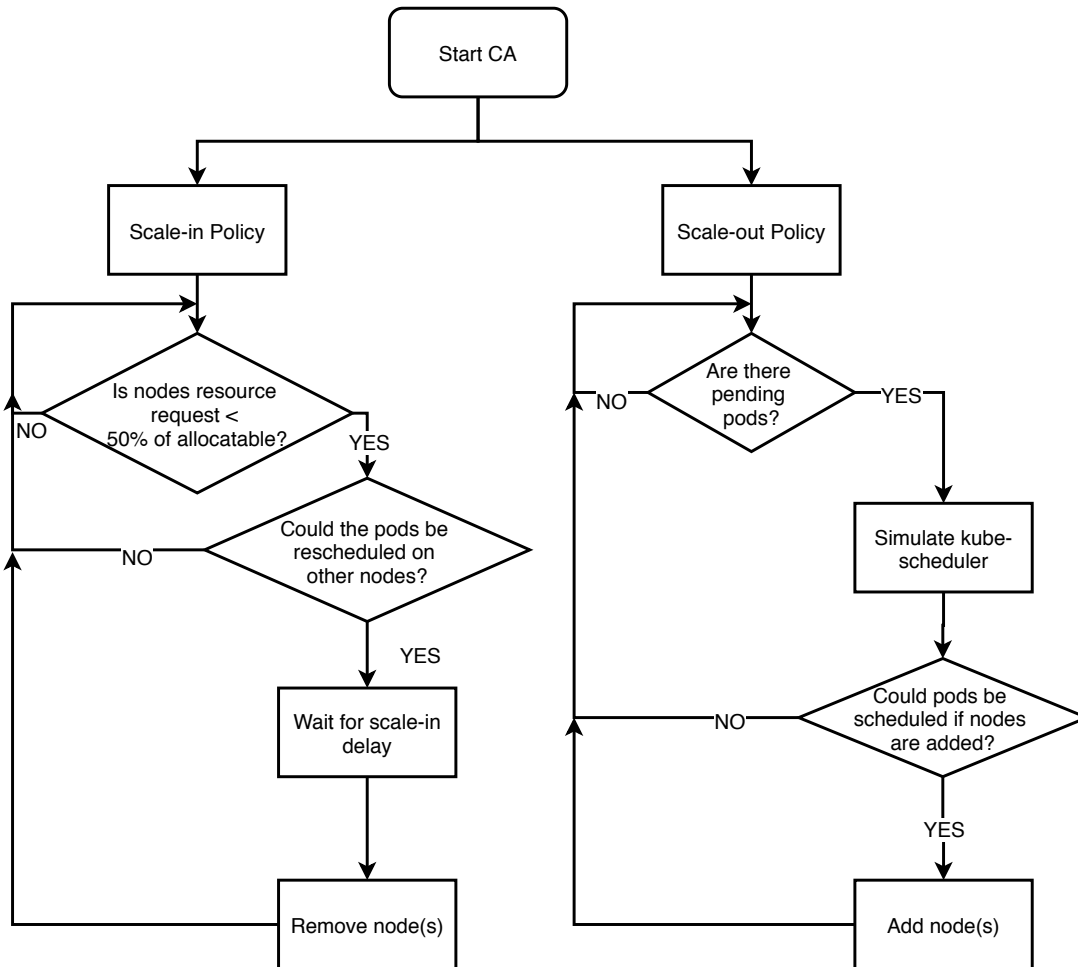 Start CA
Scale-in Policy
Scale-out Policy
Is nodes resource
request <
50% of allocatable?
NO
YES
Are there
pending
pods?
NO
YES
Could the pods be
rescheduled on
other nodes?
NO
YES
Simulate kube-
scheduler
Wait for scale-in
delay
Could pods be
scheduled if nodes
are added?
NO
YES
Remove node(s)
Add node(s)